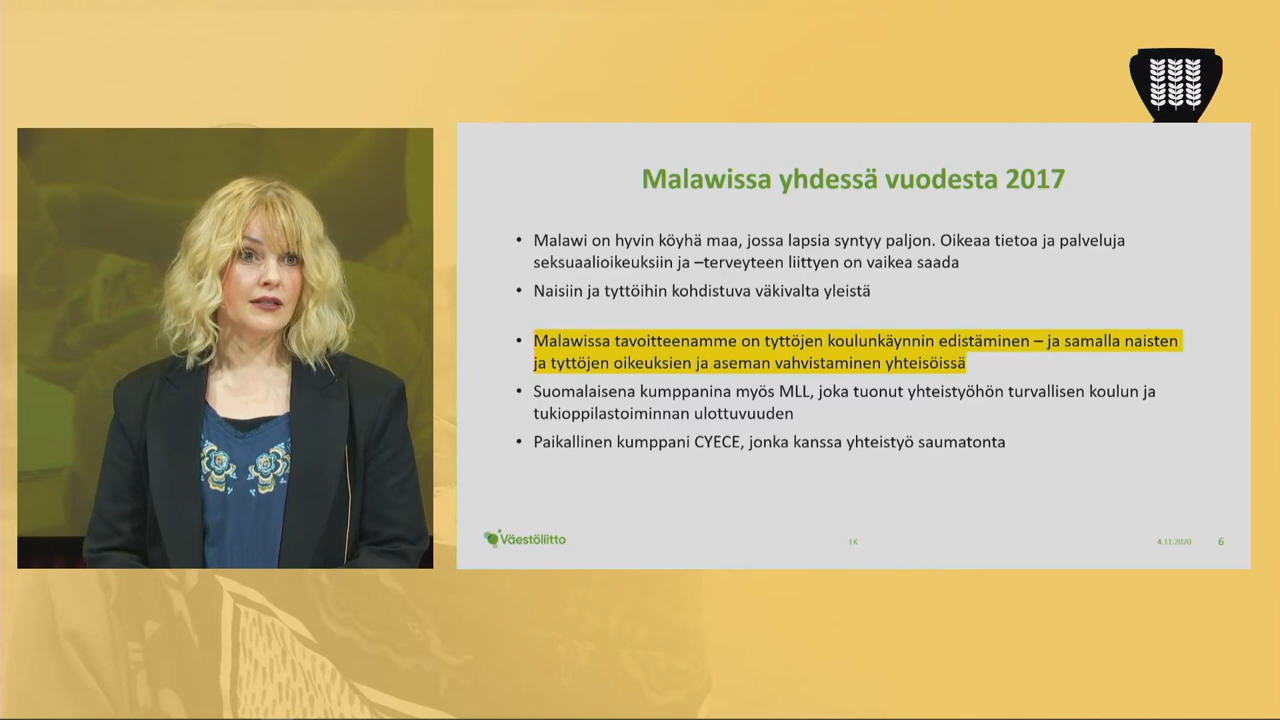 Malawissa yhdessä vuodesta 2017
• Malawi on hyvin köyhä maa, jossa lapsia syntyy paljon. Oikeaa tietoa ja palveluja
seksuaalioikeuksiin ja –terveyteen liittyen on vaikea saada
• Naisiin ja tyttöihin kohdistuva väkivalta yleistä
• Malawissa tavoitteenamme on tyttöjen koulunkäynnin edistäminen – ja samalla naisten
ja tyttöjen oikeuksien ja aseman vahvistaminen yhteisöissä
• Suomalaisena kumppanina myös MLL, joka tuonut yhteistyöhön turvallisen koulun ja
tukioppilastoiminnan ulottuvuuden
• Paikallinen kumppani CYECE, jonka kanssa yhteistyö saumatonta
Väestöliitto
4.11.2020
6